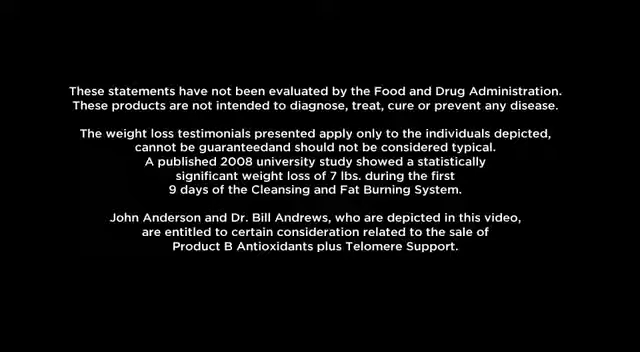 These statements have not been evaluated by the Food and Drug Administration.
These products are not intended to diagnose, treat, cure or prevent any disease.
The weight loss testimonials presented apply only to the individuals depicted,
cannot be guaranteedand should not be considered typical.
A published 2008 university study showed a statistically
significant weight loss of 7 lbs. during the first
9 days of the Cleansing and Fat Burning System.
John Anderson and Dr. Bill Andrews, who are depicted in this video,
are entitled to certain consideration related to the sale of
Product B Antioxidants plus Telomere Support.